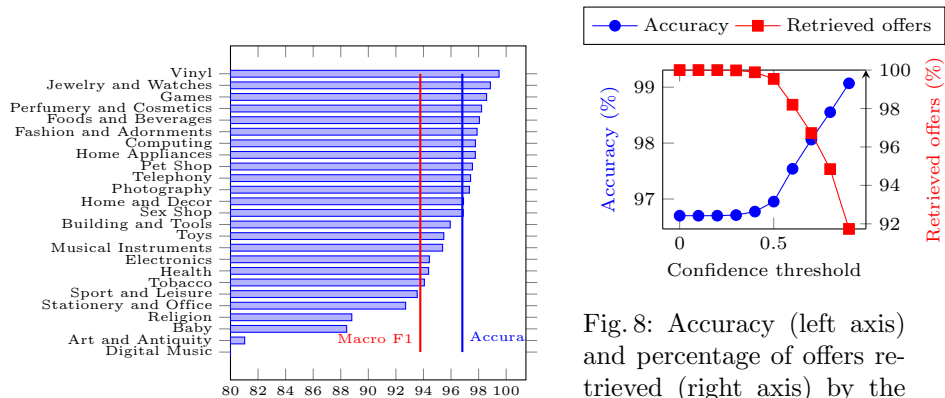 Vinyl
Jewelry and Watches
Games
Perfumery and Cosmetics
Foods and Beverages
Fashion and Adornments
Computing
Home Appliances
Pet Shop
Telephony
Photography
Home and Decor
Sex Shop
Building and Tools
Toys
Musical Instruments
Electronics
Health
Tobacco
Sport and Leisure
Stationery and Office
Religion
Baby
Art and Antiquity
Digital Music
Macro F1
Accura
80 82 84 86 88 90 92 94 96 98 100
Accuracy Retrieved offers
99
98
97
Accuracy (%)
100
98
96
94
92
Retrieved offers (%)
0 0.5
Confidence threshold
Fig. 8: Accuracy (left axis)
and percentage of offers re-
trieved (right axis) by the